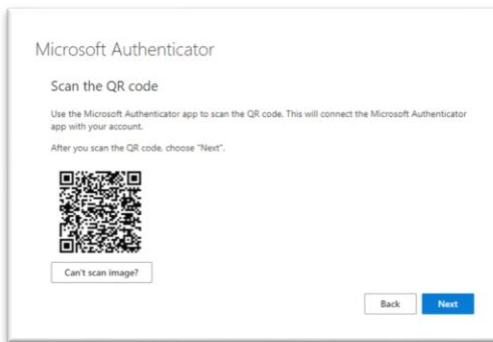 Microsoft Authenticator
Scan the QR code
Use the Microsoft Authenticator app to scan the QR code. This will connect the Microsoft Authenticator
app with your account.
After you scan the QR code, choose "Next".
Can't scan image?
Back Next